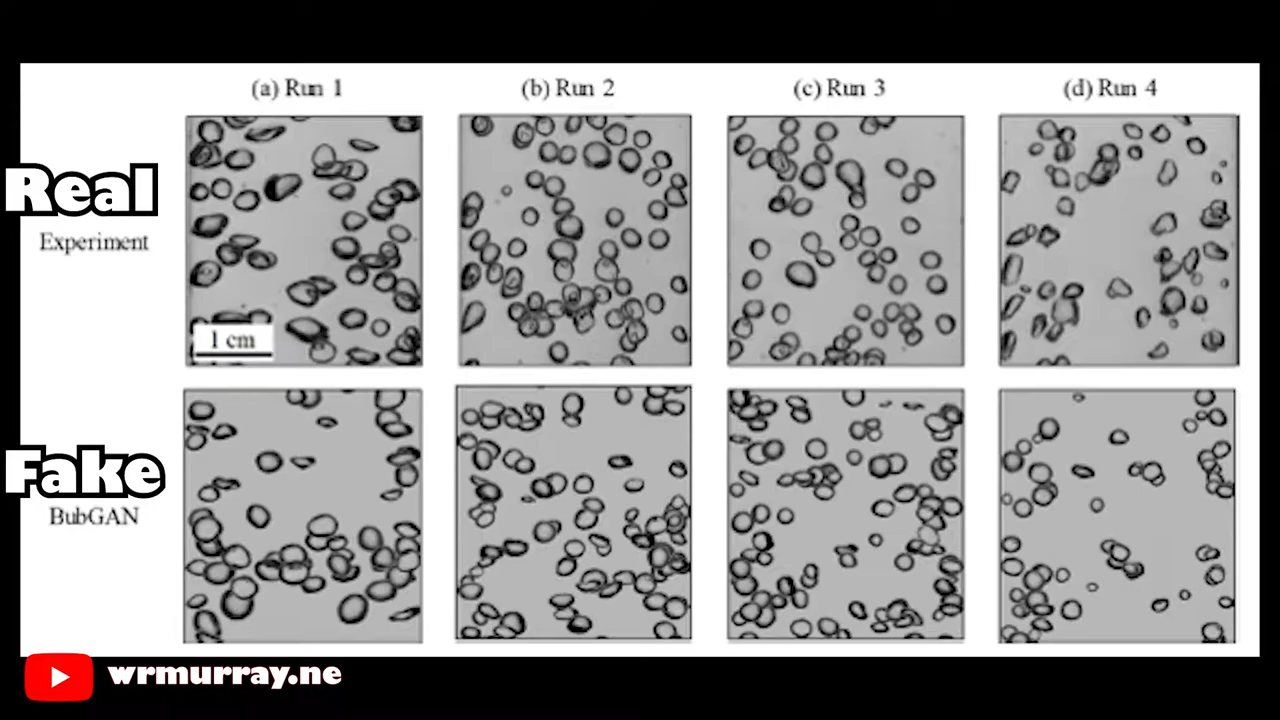 (a) Run 1
(b) Run 2
(c) Run 3
(d) Run 4
Real
Experiment
1 cm
Fake
BubGAN
wrmurray.ne